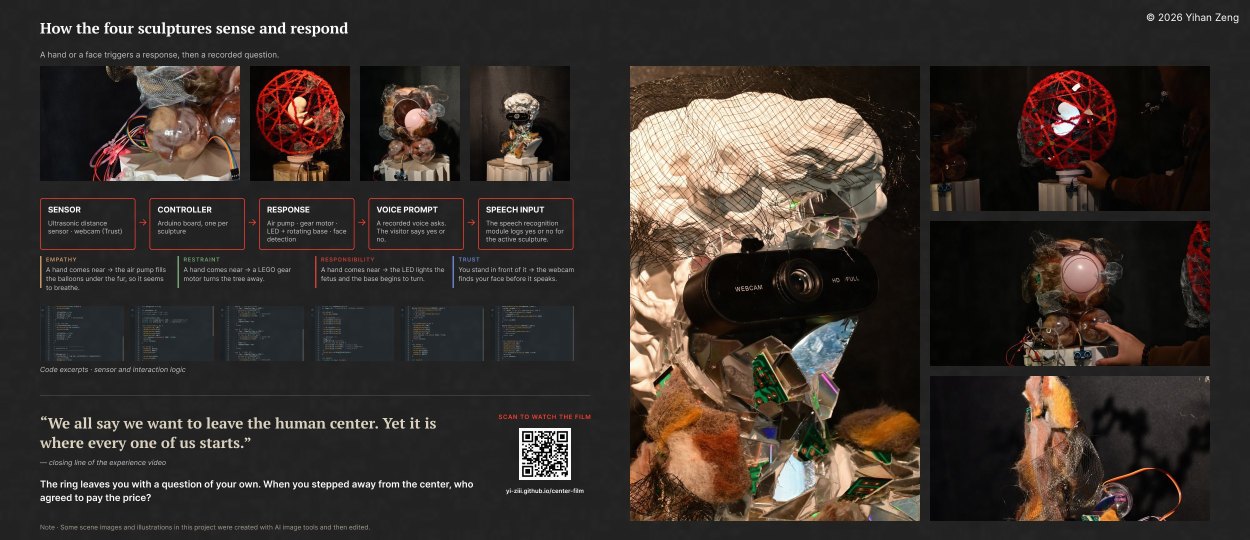 © 2026 Yihan Zeng
How the four sculptures sense and respond
A hand or a face triggers a response, then a recorded question.
SENSOR
Ultrasonic distance
sensor · webcam (Trust)
CONTROLLER
Arduino board, one per
sculpture
RESPONSE
Air pump · gear motor ·
LED + rotating base · face
detection
VOICE PROMPT
A recorded voice asks.
The visitor says yes or
no.
SPEECH INPUT
The speech recognition
module logs yes or no for
the active sculpture.
EMPATHY
A hand comes near → the air pump fills
the balloons under the fur, so it seems
to breathe.
RESTRAINT
A hand comes near → a LEGO gear
motor turns the tree away.
RESPONSIBILITY
A hand comes near → the LED lights the
fetus and the base begins to turn.
TRUST
You stand in front of it → the webcam
finds your face before it speaks.
Code excerpts · sensor and interaction logic
“We all say we want to leave the human center. Yet it is
where every one of us starts.”
— closing line of the experience video
The ring leaves you with a question of your own. When you stepped away from the center, who
agreed to pay the price?
SCAN TO WATCH THE FILM
yi-ziii.github.io/center-film
Note · Some scene images and illustrations in this project were created with AI image tools and then edited.
WEBCAM
HD
FULL